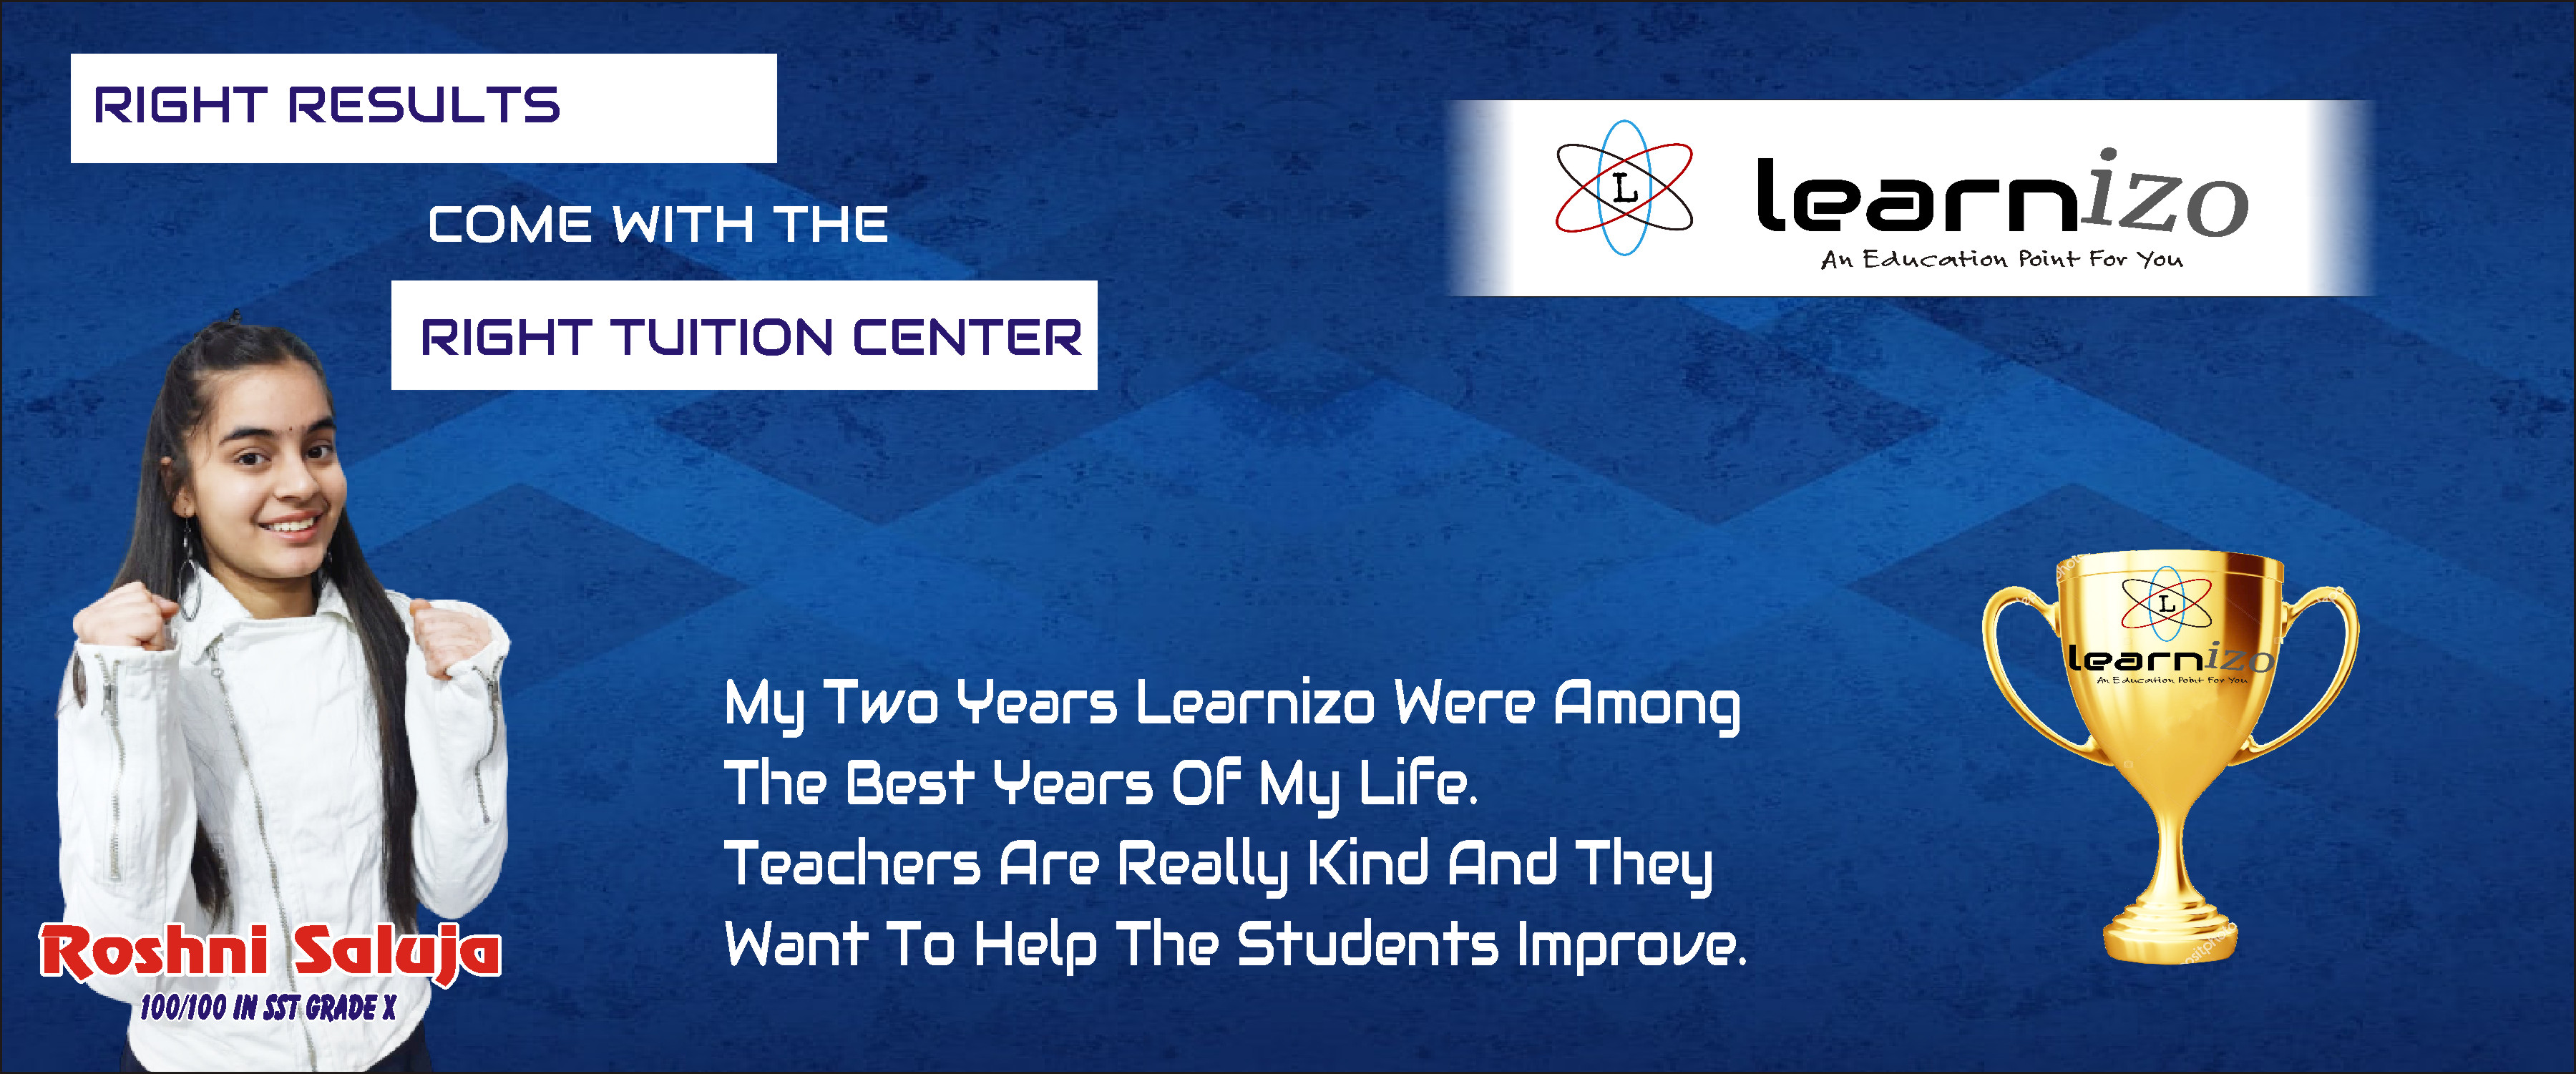 RIGHT RESULTS
COME WITH THE
RIGHT TUITION CENTER
L
learnizo
An Education Point For You
My Two Years Learnizo Were Among
The Best Years Of My Life.
Teachers Are Really Kind And They
Want To Help The Students Improve.
L
learnizo
An Education Point For You
Roshni Saluja
100/100 IN SST GRADE X